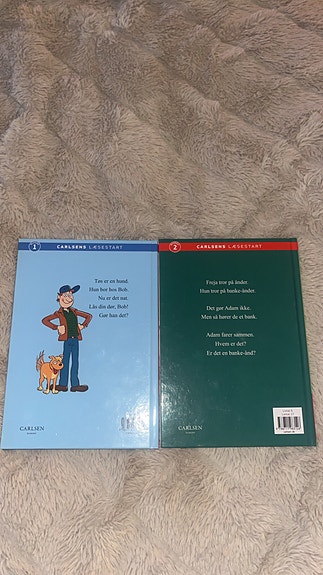 1 CARLSENS LÆSESTART
Tøs er en hund.
Hun bor hos Bob.
Nu er det nat.
Lås din dør, Bob!
Gør han det?
CARLSEN
2 CARLSENS LÆSESTART
Freja tror på ånder.
Hun tror på banke-ånder.
Det gør Adam ikke.
Men så hører de et bank.
Adam farer sammen.
Hvem er det?
Er det en banke-ånd?
CARLSEN